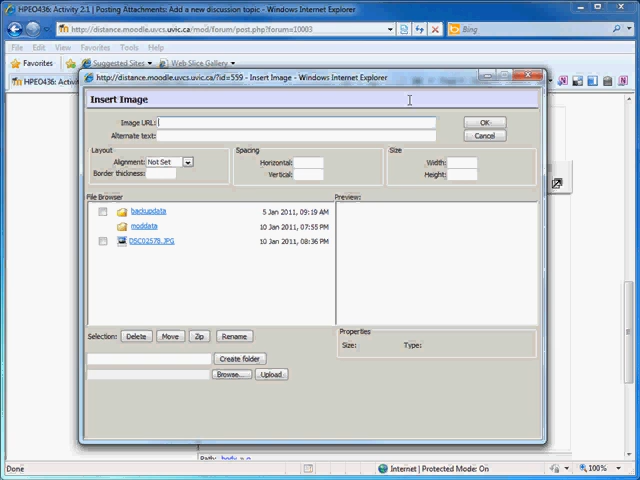 HPEO436: Activity 2.1 | Posting Attachments: Add a new discussion topic - Windows Internet Explorer
http://distance.moodle.uvcs.uvic.ca/mod/forum/post.php?forum=10003
Bing
File Edit View Favorites Tools Help
Favorites Suggested Sites Web Slice Gallery
HPEO436: Activity 2.1
http://distance.moodle.uvcs.uvic.ca/?id=559 - Insert Image - Windows Internet Explorer
Insert Image
Image URL: OK
Alternate text: Cancel
Layout Spacing Size
Alignment: Not Set Horizontal: Width:
Border thickness: Vertical: Height:
File Browser Preview:
backupdata 5 Jan 2011, 09:19 AM
moddata 10 Jan 2011, 07:55 PM
DSC02578.JPG 10 Jan 2011, 08:36 PM
Selection: Delete Move Zip Rename
Properties
Size: Type:
Create folder
Browse... Upload
Path: body » p
Done Internet | Protected Mode: On 100%